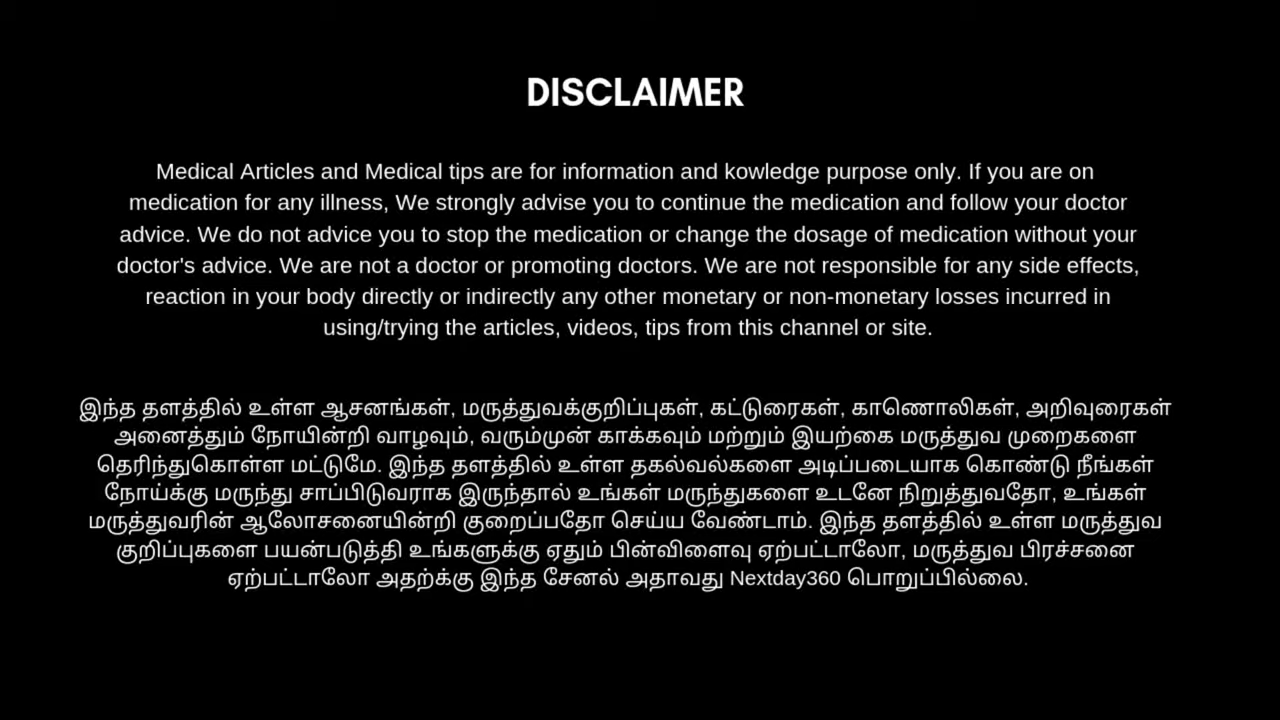 DISCLAIMER
Medical Articles and Medical tips are for information and kowledge purpose only. If you are on
medication for any illness, We strongly advise you to continue the medication and follow your doctor
advice. We do not advice you to stop the medication or change the dosage of medication without your
doctor's advice. We are not a doctor or promoting doctors. We are not responsible for any side effects,
reaction in your body directly or indirectly any other monetary or non-monetary losses incurred in
using/trying the articles, videos, tips from this channel or site.
இந்த தளத்தில் உள்ள ஆசனங்கள், மருத்துவக்குறிப்புகள், கட்டுரைகள், காணொலிகள், அறிவுரைகள்
அனைத்தும் நோயின்றி வாழவும், வரும்முன் காக்கவும் மற்றும் இயற்கை மருத்துவ முறைகளை
தெரிந்துகொள்ள மட்டுமே. இந்த தளத்தில் உள்ள தகல்வல்களை அடிப்படையாக கொண்டு நீங்கள்
நோய்க்கு மருந்து சாப்பிடுவராக இருந்தால் உங்கள் மருந்துகளை உடனே நிறுத்துவதோ, உங்கள்
மருத்துவரின் ஆலோசனையின்றி குறைப்பதோ செய்ய வேண்டாம். இந்த தளத்தில் உள்ள மருத்துவ
குறிப்புகளை பயன்படுத்தி உங்களுக்கு ஏதும் பின்விளைவு ஏற்பட்டாலோ, மருத்துவ பிரச்சனை
ஏற்பட்டாலோ அதற்க்கு இந்த சேனல் அதாவது Nextday360 பொறுப்பில்லை.